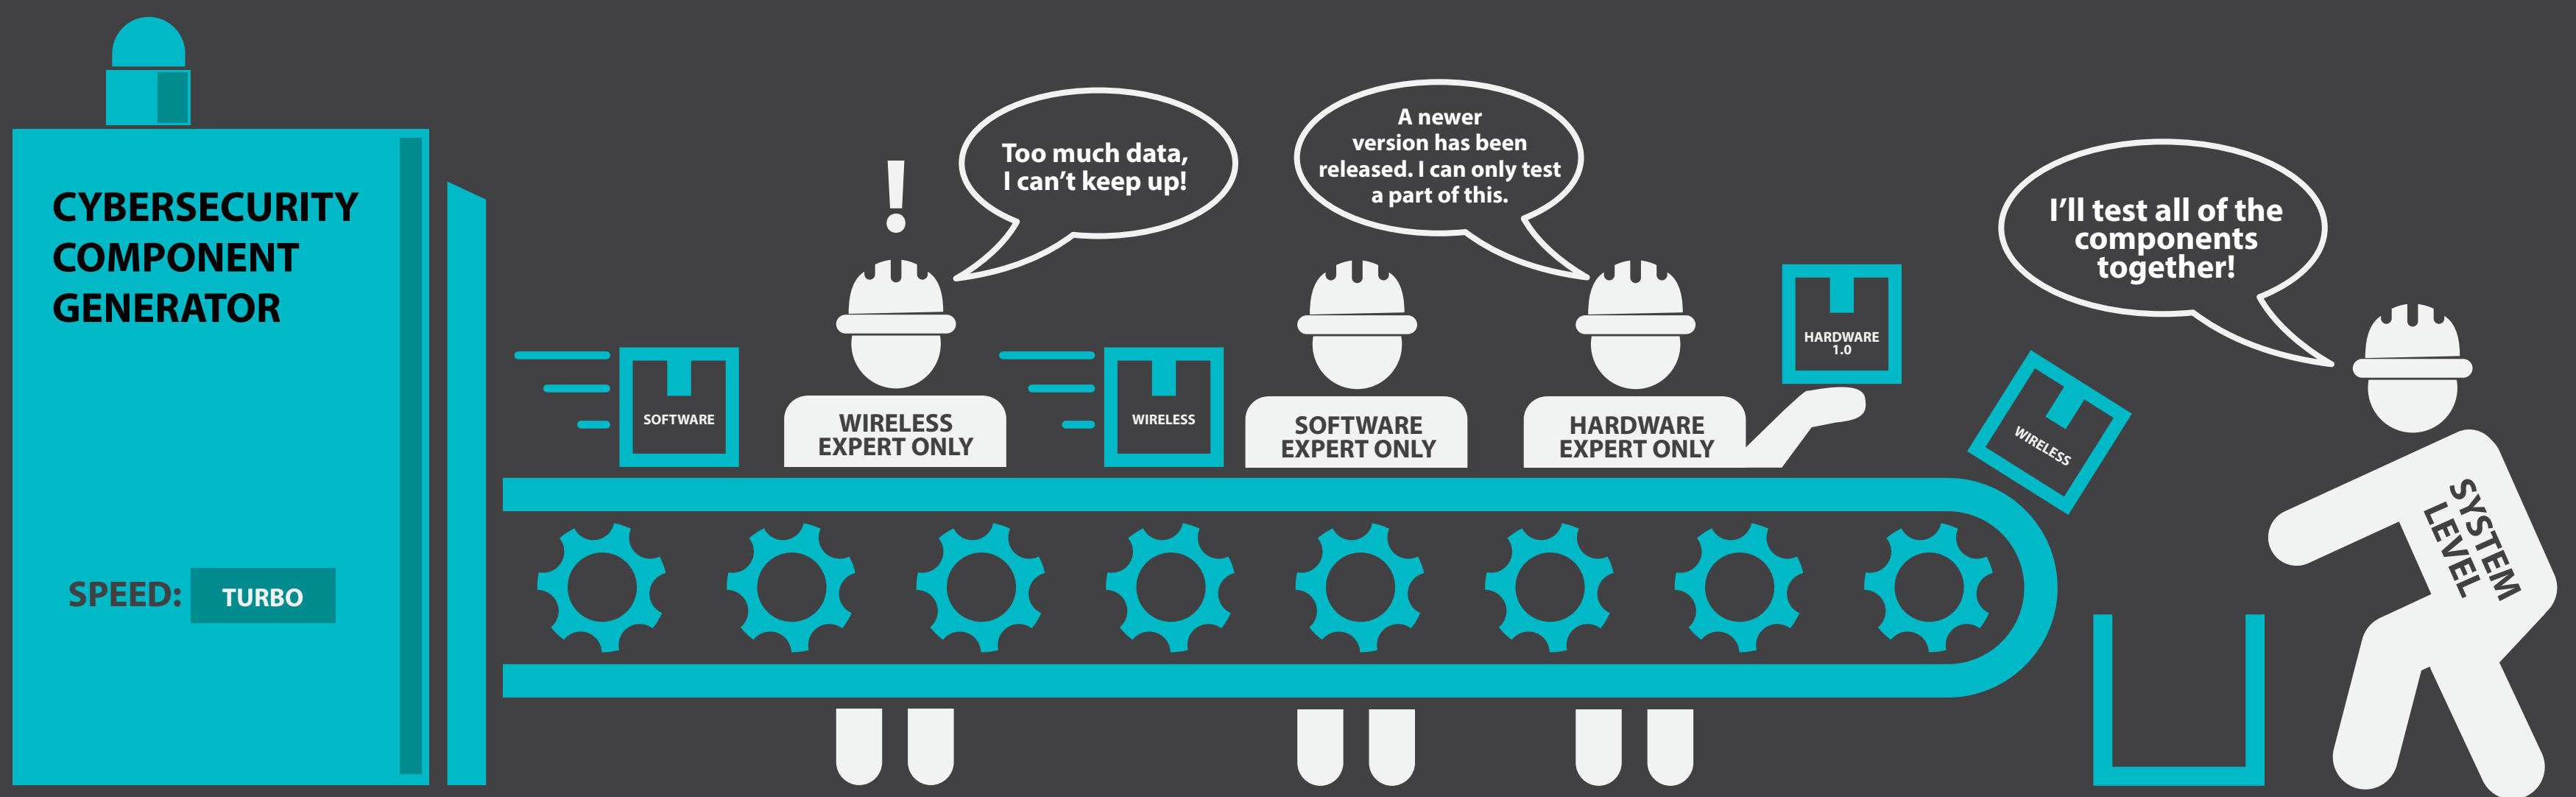 CYBERSECURITY
COMPONENT
GENERATOR
SPEED: TURBO
SOFTWARE
!
WIRELESS
EXPERT ONLY
Too much data,
I can't keep up!
WIRELESS
SOFTWARE
EXPERT ONLY
A newer
version has been
released. I can only test
a part of this.
HARDWARE
EXPERT ONLY
HARDWARE
1.0
WIRELESS
I'll test all of the
components
together!
SYSTEM
LEVEL